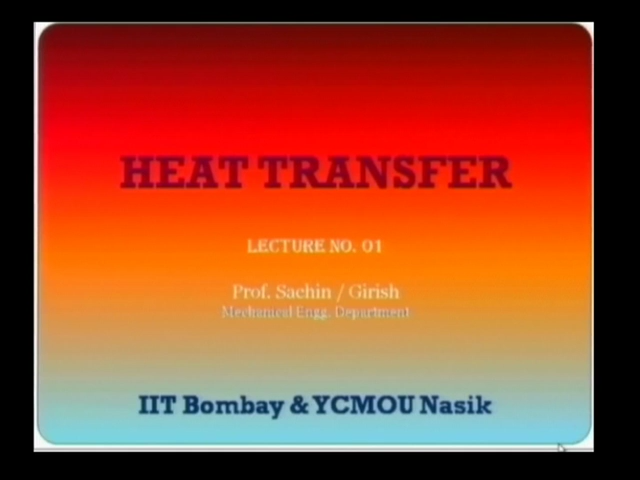 HEAT TRANSFER
LECTURE NO. 01
Prof. Sachin / Girish
Mechanical Engg. Department
IIT Bombay & YCMOU Nasik